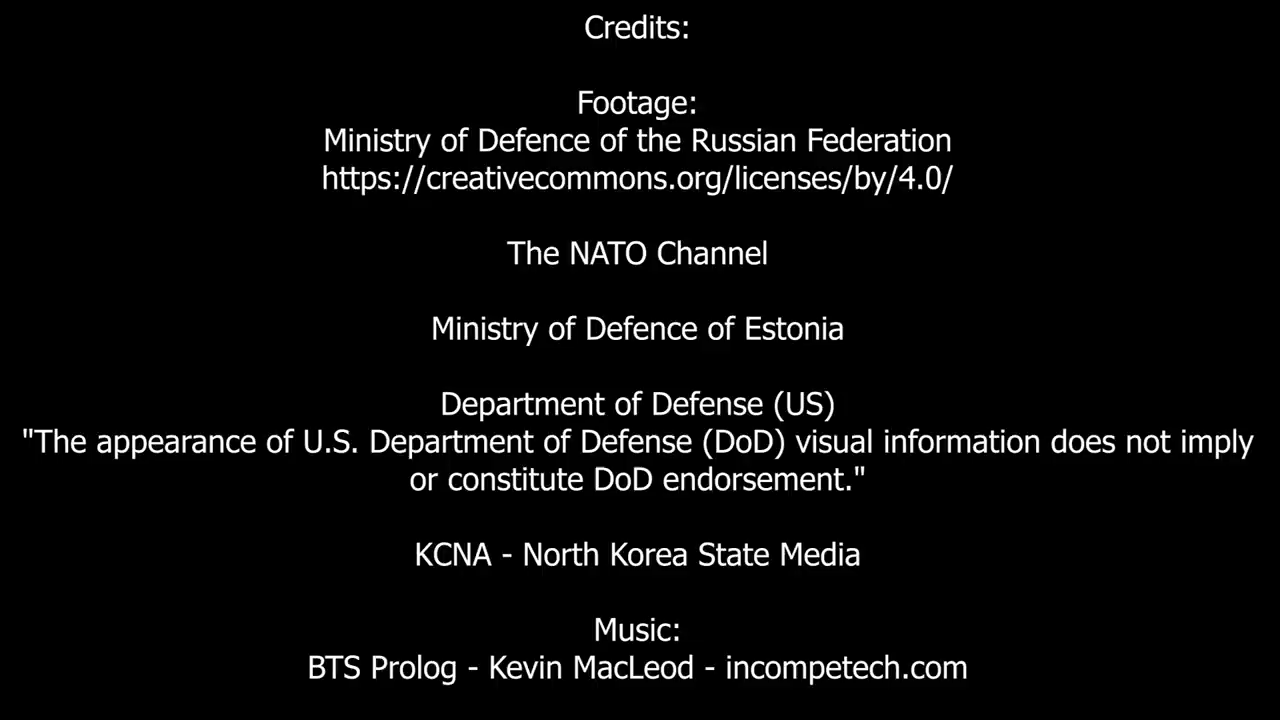 Credits:
Footage:
Ministry of Defence of the Russian Federation
https://creativecommons.org/licenses/by/4.0/
The NATO Channel
Ministry of Defence of Estonia
Department of Defense (US)
"The appearance of U.S. Department of Defense (DoD) visual information does not imply
or constitute DoD endorsement."
KCNA - North Korea State Media
Music:
BTS Prolog - Kevin MacLeod - incompetech.com